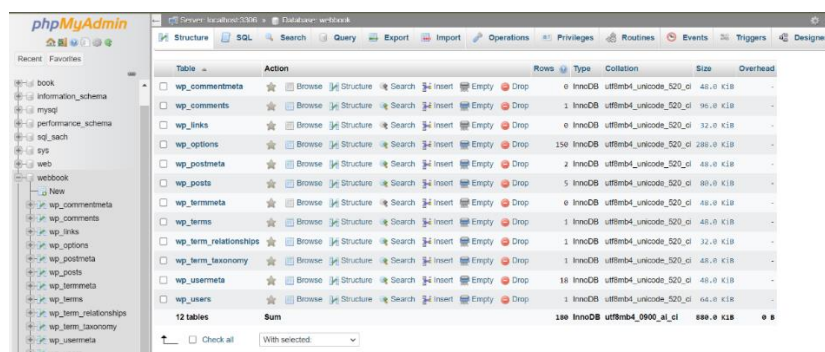 phpMyAdmin
Recent Favorites
book
information_schema
mysql
performance_schema
sql_sach
sys
web
webbook
New
wp_commentmeta
wp_comments
wp_links
wp_options
wp_postmeta
wp_posts
wp_termmeta
wp_terms
wp_term_relationships
wp_term_taxonomy
wp_usermeta
Server: localhost:3306 » Database: webbook
Structure SQL Search Query Export Import Operations Privileges Routines Events Triggers Designe
Table Action Rows Type Collation Size Overhead
wp_commentmeta Browse Structure Search Insert Empty Drop 0 InnoDB utf8mb4_unicode_520_ci 48.0 KiB -
wp_comments Browse Structure Search Insert Empty Drop 1 InnoDB utf8mb4_unicode_520_ci 96.0 KiB -
wp_links Browse Structure Search Insert Empty Drop 0 InnoDB utf8mb4_unicode_520_ci 32.0 KiB -
wp_options Browse Structure Search Insert Empty Drop 150 InnoDB utf8mb4_unicode_520_ci 288.0 KiB -
wp_postmeta Browse Structure Search Insert Empty Drop 2 InnoDB utf8mb4_unicode_520_ci 48.0 KiB -
wp_posts Browse Structure Search Insert Empty Drop 5 InnoDB utf8mb4_unicode_520_ci 80.0 KiB -
wp_termmeta Browse Structure Search Insert Empty Drop 0 InnoDB utf8mb4_unicode_520_ci 48.0 KiB -
wp_terms Browse Structure Search Insert Empty Drop 1 InnoDB utf8mb4_unicode_520_ci 48.0 KiB -
wp_term_relationships Browse Structure Search Insert Empty Drop 1 InnoDB utf8mb4_unicode_520_ci 32.0 KiB -
wp_term_taxonomy Browse Structure Search Insert Empty Drop 1 InnoDB utf8mb4_unicode_520_ci 48.0 KiB -
wp_usermeta Browse Structure Search Insert Empty Drop 18 InnoDB utf8mb4_unicode_520_ci 48.0 KiB -
wp_users Browse Structure Search Insert Empty Drop 1 InnoDB utf8mb4_unicode_520_ci 64.0 KiB -
12 tables Sum 180 InnoDB utf8mb4_0900_ai_ci 880.0 KiB 0 B
Check all With selected: